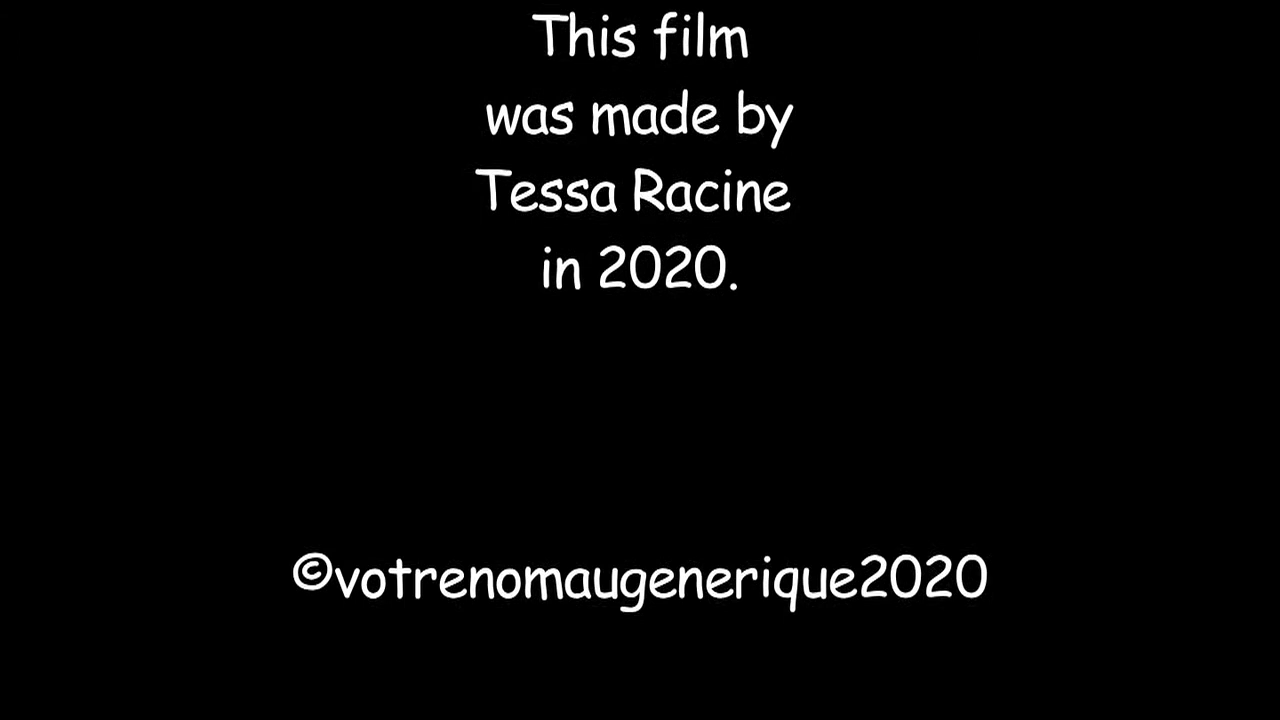 This film
was made by
Tessa Racine
in 2020.
©votrenomaugenerique2020